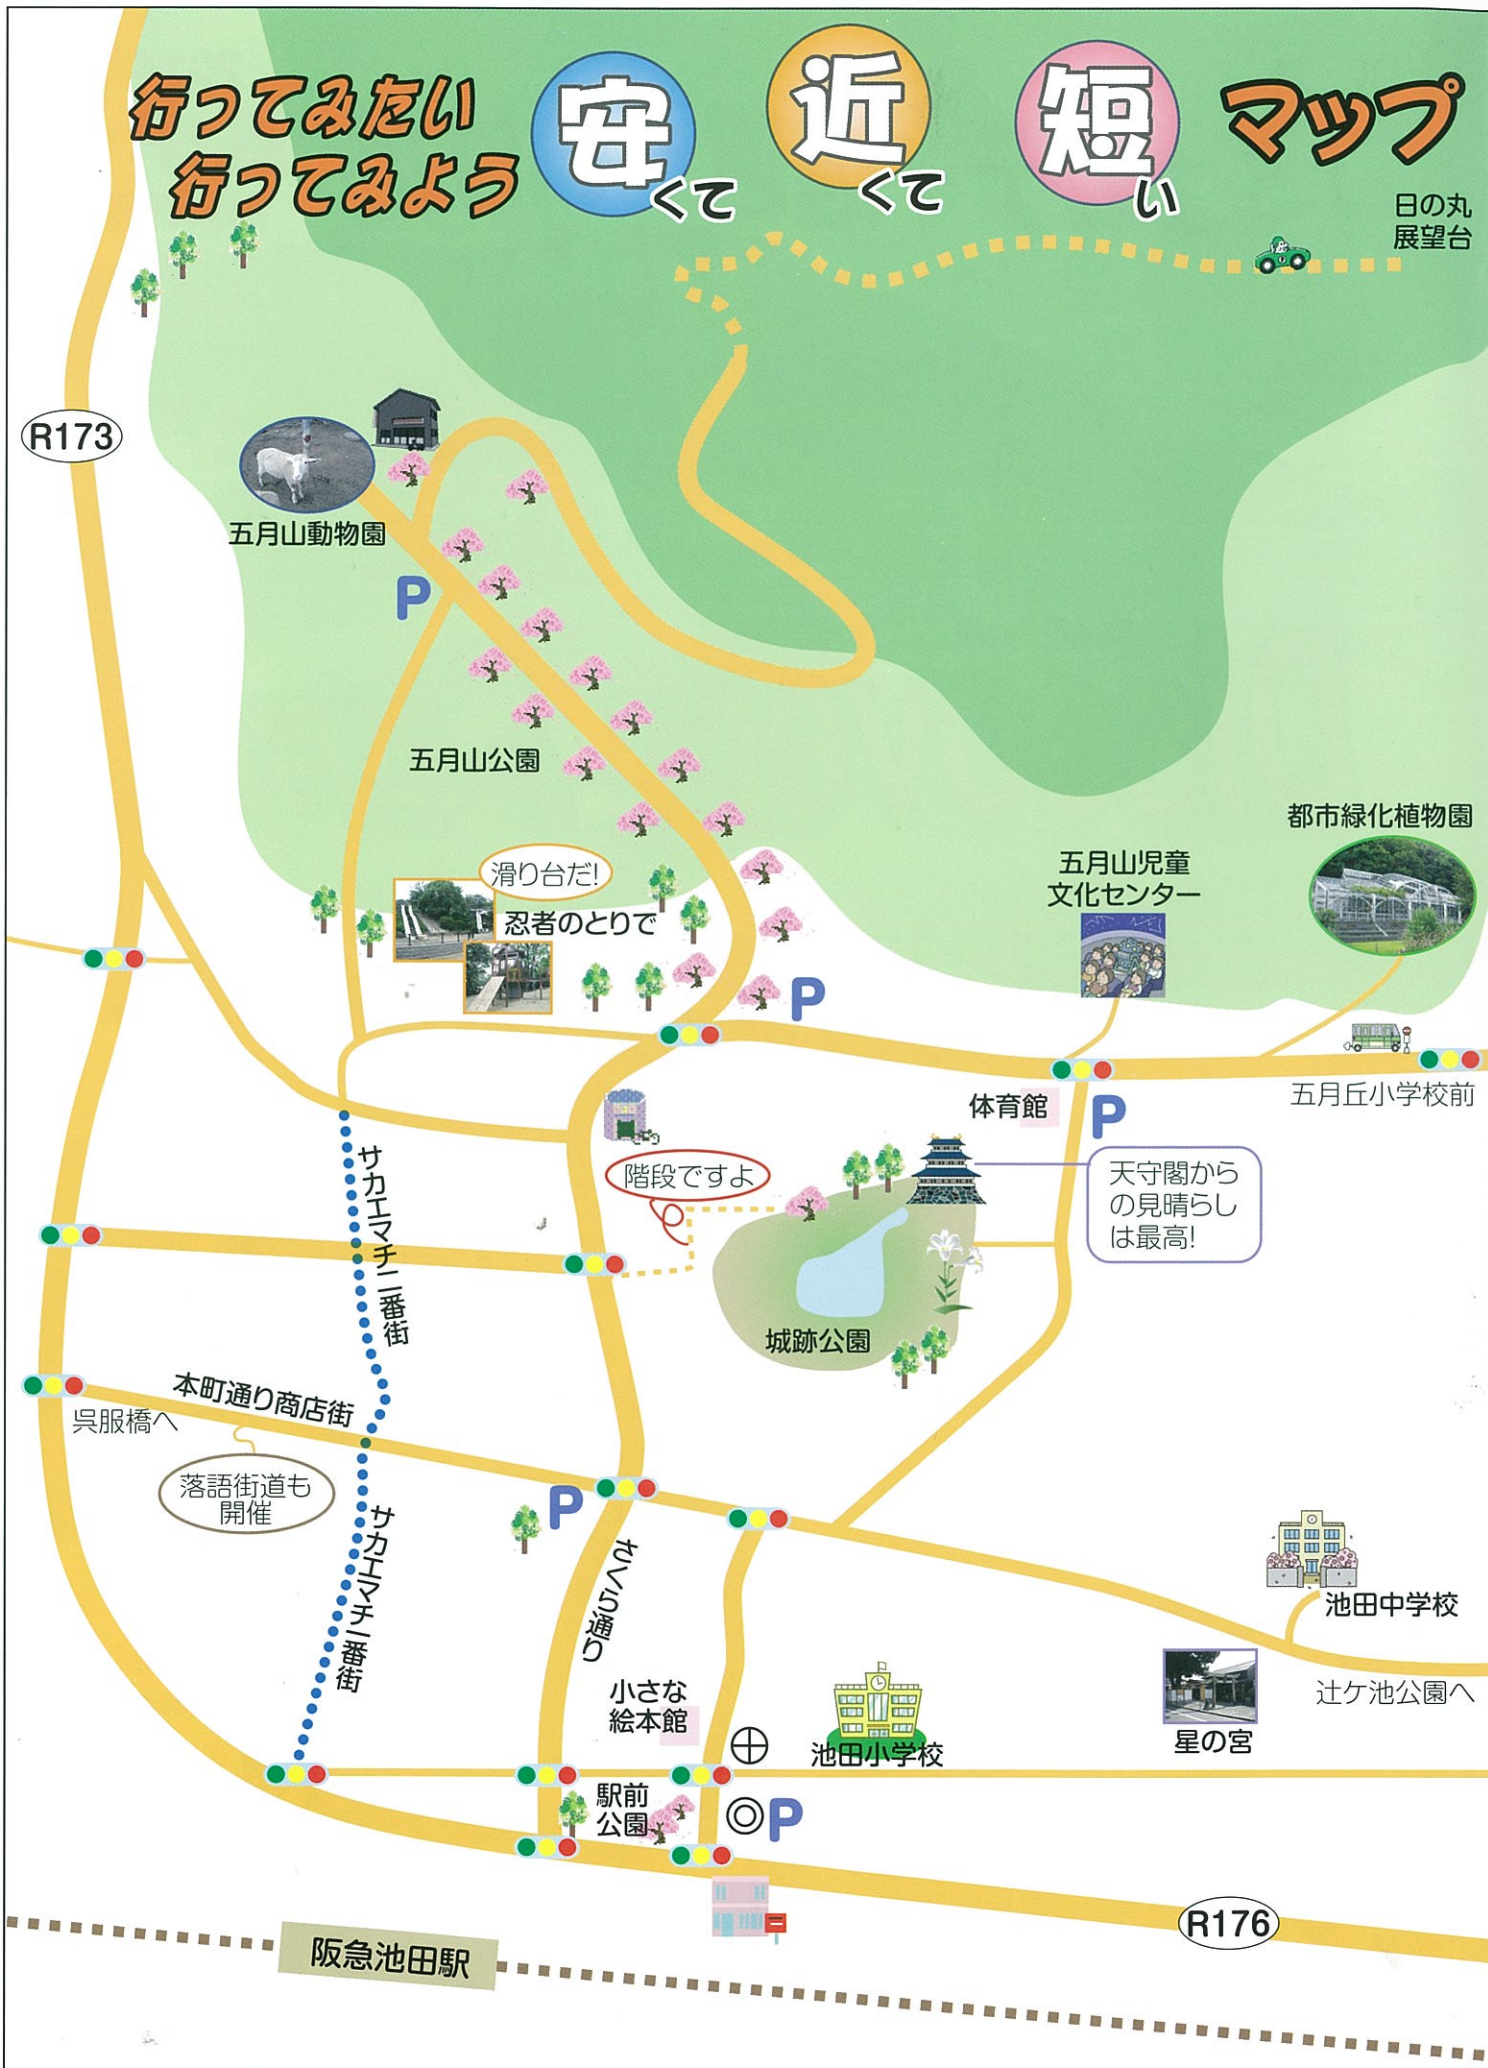 行ってみたい
行ってみよう
安くて
近くて
短い
マップ
日の丸
展望台
R173
五月山動物園
P
五月山公園
都市緑化植物園
滑り台だ!
忍者のとりで
五月山児童
文化センター
P
五月丘小学校前
体育館
P
階段ですよ
天守閣から
の見晴らし
は最高!
サカエマチ二番街
城跡公園
本町通り商店街
呉服橋へ
落語街道も
開催
P
サカエマチ一番街
さくら通り
池田中学校
辻ケ池公園へ
小さな
絵本館
池田小学校
星の宮
駅前
公園
P
R176
阪急池田駅